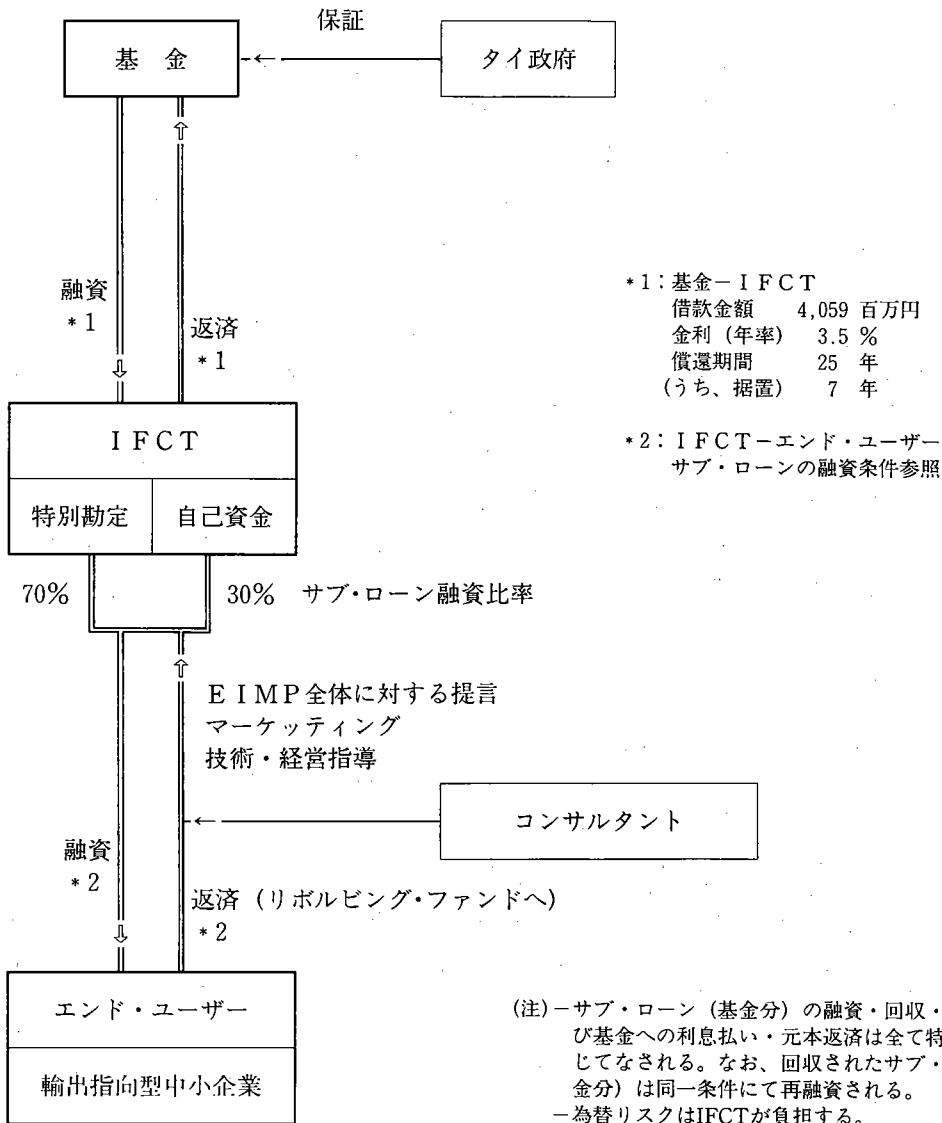 保証
基 金
タイ政府
融資
*1
返済
*1
*1:基金-IFCT
借款金額 4,059 百万円
金利(年率) 3.5 %
償還期間 25 年
(うち、据置) 7 年
*2:IFCT-エンド・ユーザー
サブ・ローンの融資条件参照
IFCT
特別勘定 自己資金
70% 30% サブ・ローン融資比率
EIMP全体に対する提言
マーケッティング
技術・経営指導
コンサルタント
融資
*2
返済(リボルビング・ファンドへ)
*2
エンド・ユーザー
輸出指向型中小企業
(注)-サブ・ローン(基金分)の融資・回収・
び基金への利息払い・元本返済は全て特
じてなされる。なお、回収されたサブ・
金分)は同一条件にて再融資される。
-為替リスクはIFCTが負担する。